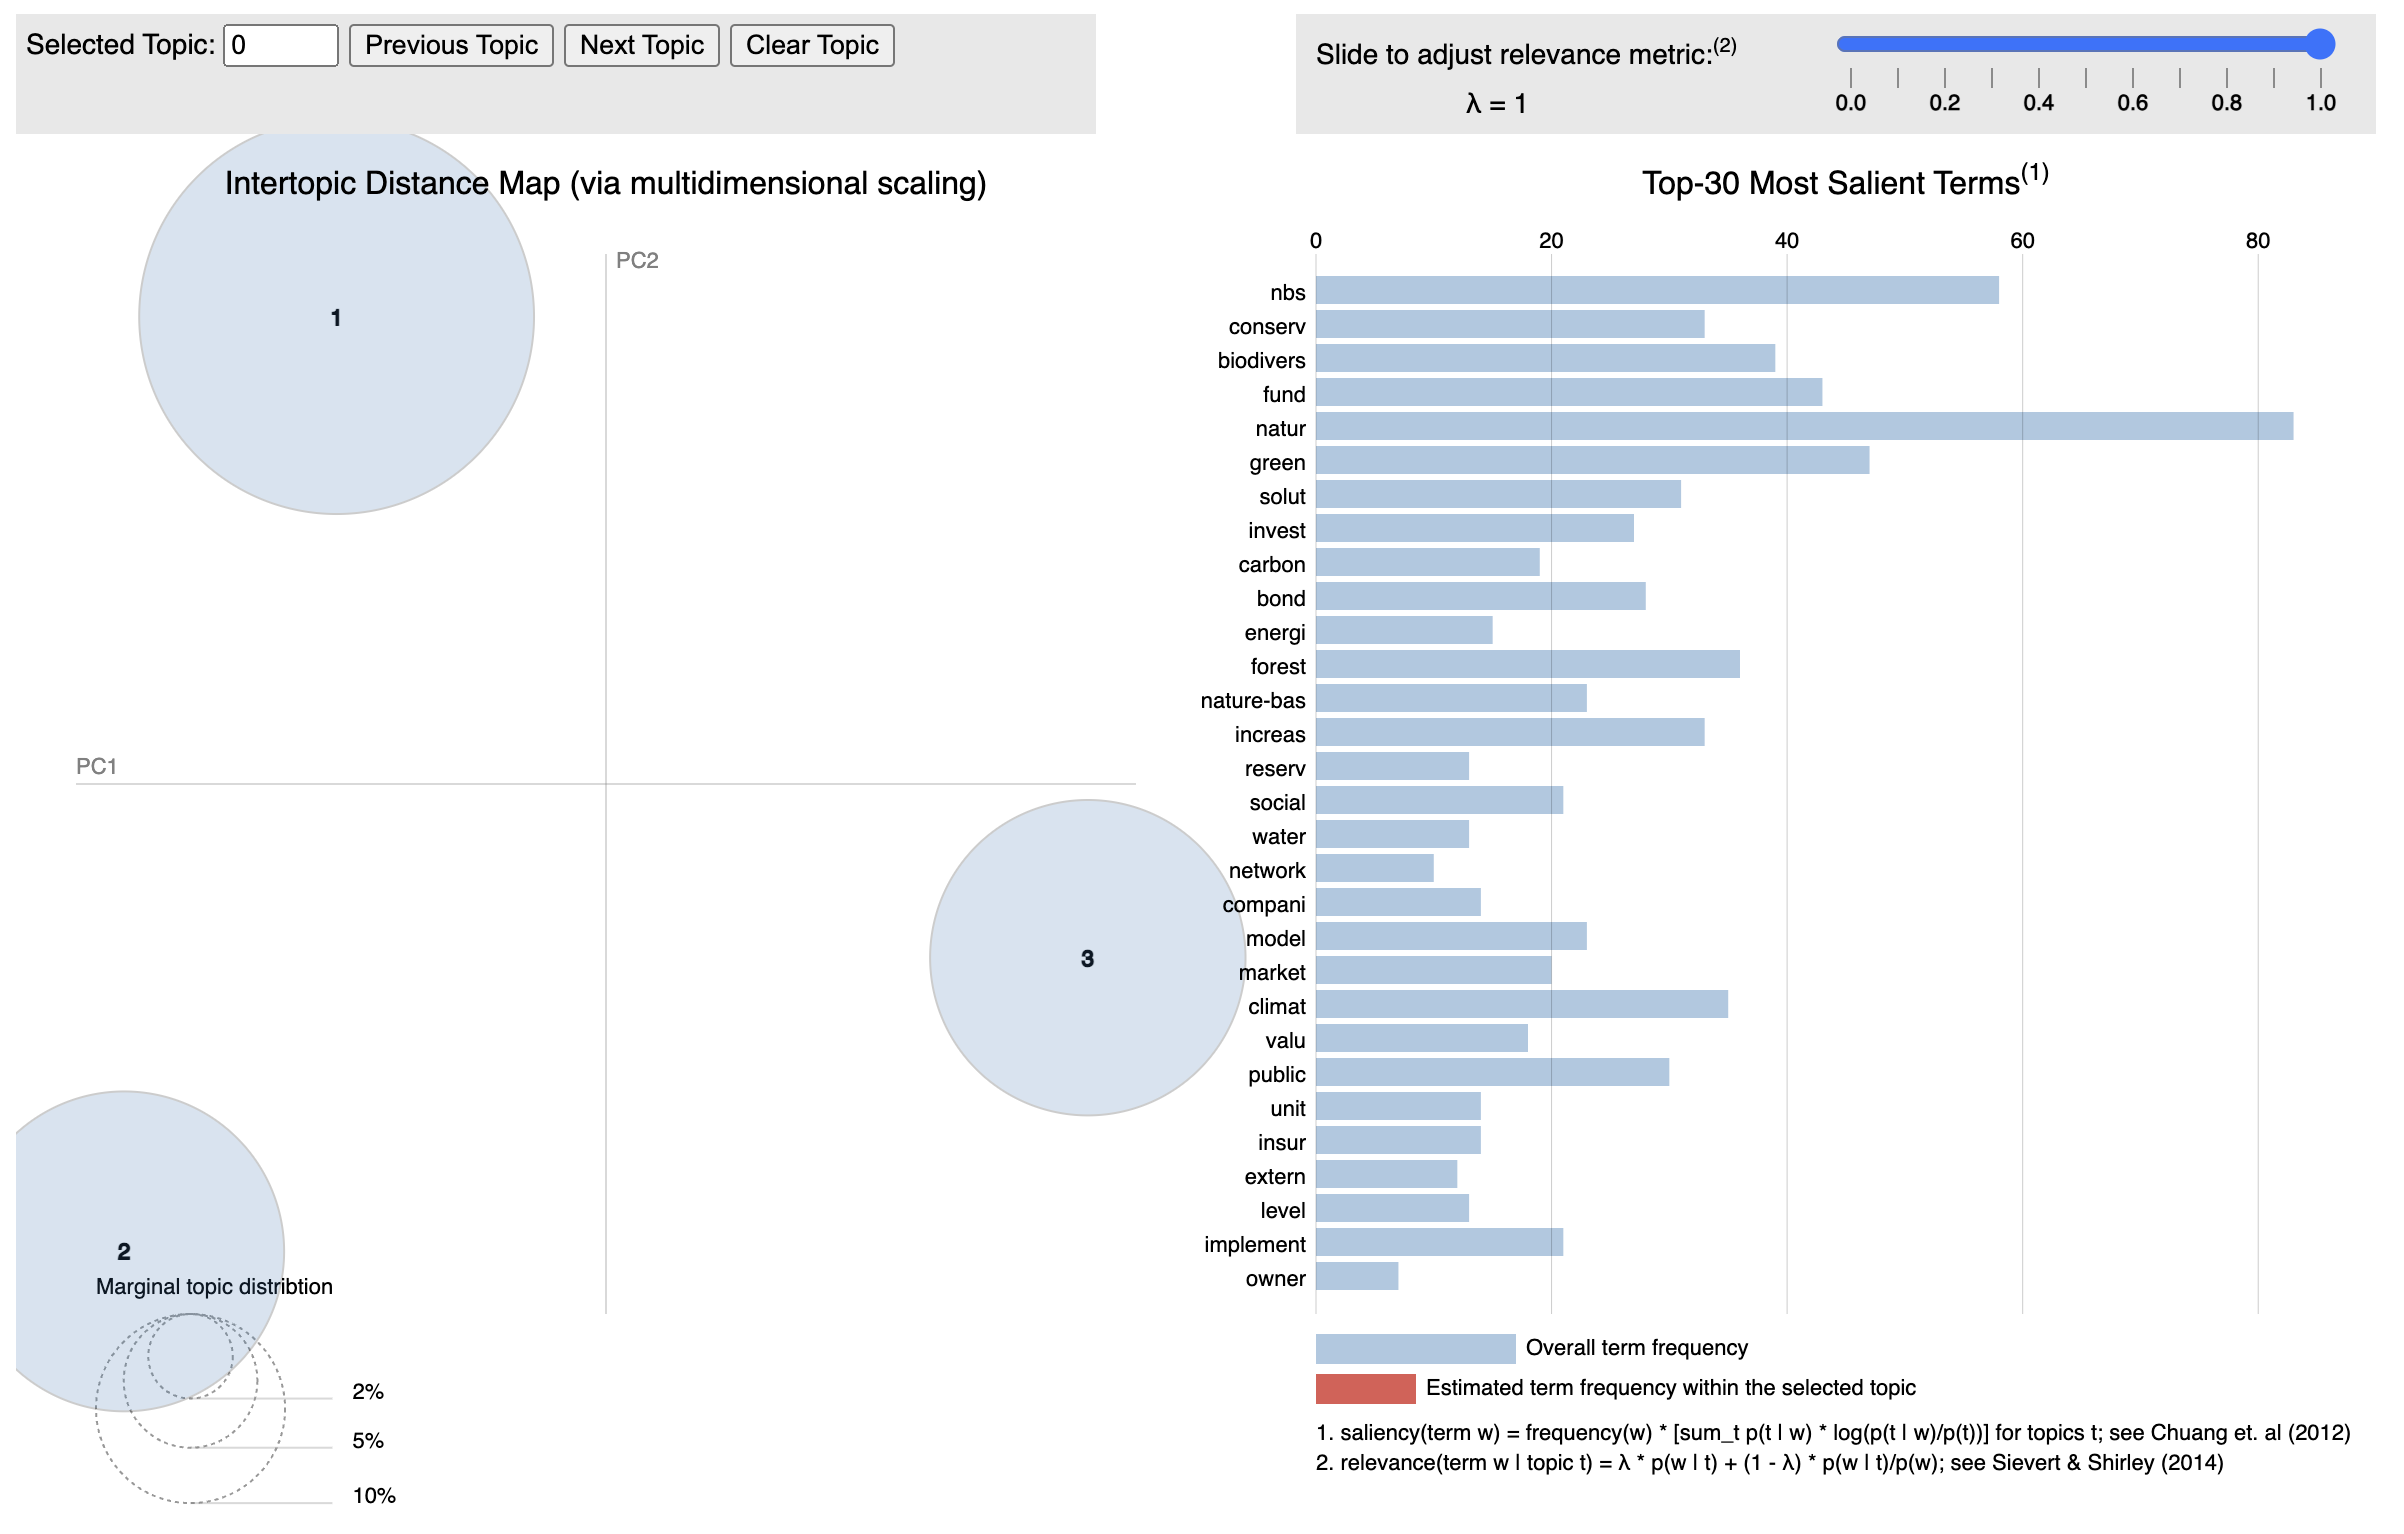 Selected Topic: 0 Previous Topic Next Topic Clear Topic
Slide to adjust relevance metric:(2)
λ = 1
0.0 0.2 0.4 0.6 0.8 1.0
Intertopic Distance Map (via multidimensional scaling)
PC2
PC1
1
2
3
Marginal topic distribtion
2%
5%
10%
Top-30 Most Salient Terms(1)
0 20 40 60 80
nbs
conserv
biodivers
fund
natur
green
solut
invest
carbon
bond
energi
forest
nature-bas
increas
reserv
social
water
network
compani
model
market
climat
valu
public
unit
insur
extern
level
implement
owner
Overall term frequency
Estimated term frequency within the selected topic
1. saliency(term w) = frequency(w) * [sum_t p(t | w) * log(p(t | w)/p(t))] for topics t; see Chuang et. al (2012)
2. relevance(term w | topic t) = λ * p(w | t) + (1 - λ) * p(w | t)/p(w); see Sievert & Shirley (2014)